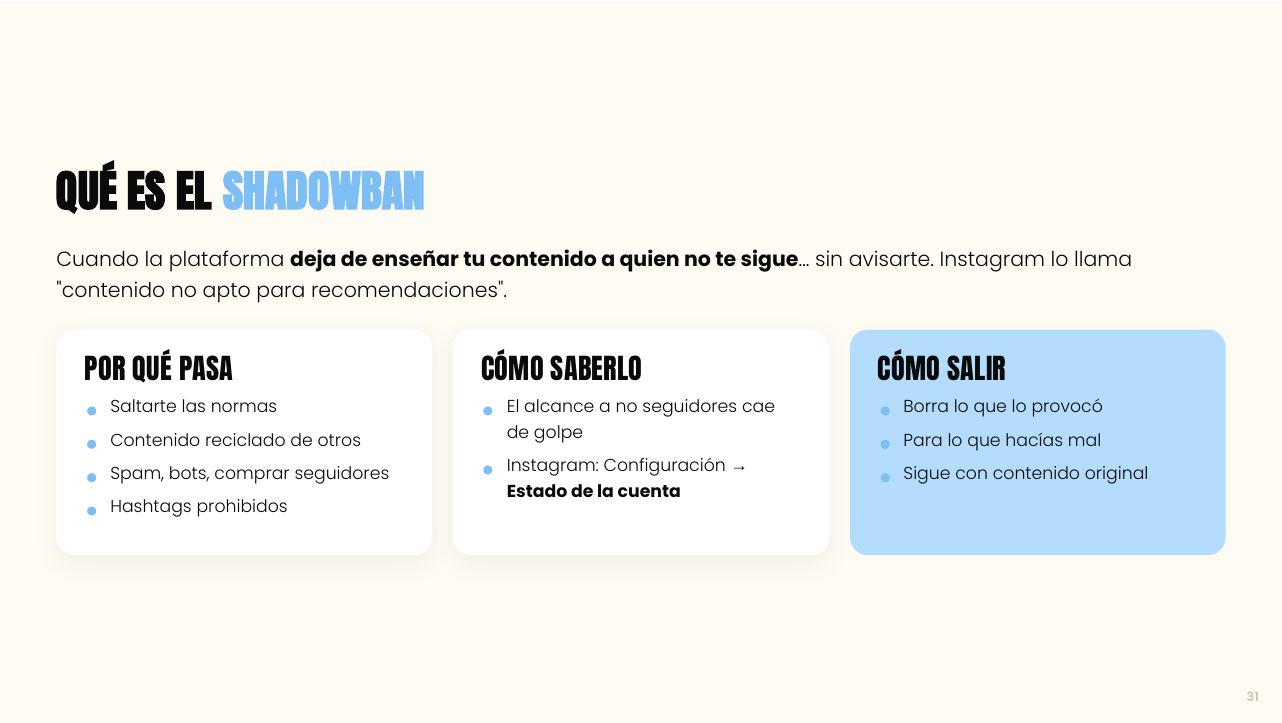 QUÉ ES EL SHADOWBAN
Cuando la plataforma deja de enseñar tu contenido a quien no te sigue... sin avisarte. Instagram lo llama
"contenido no apto para recomendaciones".
POR QUÉ PASA
Saltarte las normas
Contenido reciclado de otros
Spam, bots, comprar seguidores
Hashtags prohibidos
CÓMO SABERLO
El alcance a no seguidores cae
de golpe
Instagram: Configuración →
Estado de la cuenta
CÓMO SALIR
Borra lo que lo provocó
Para lo que hacías mal
Sigue con contenido original
31